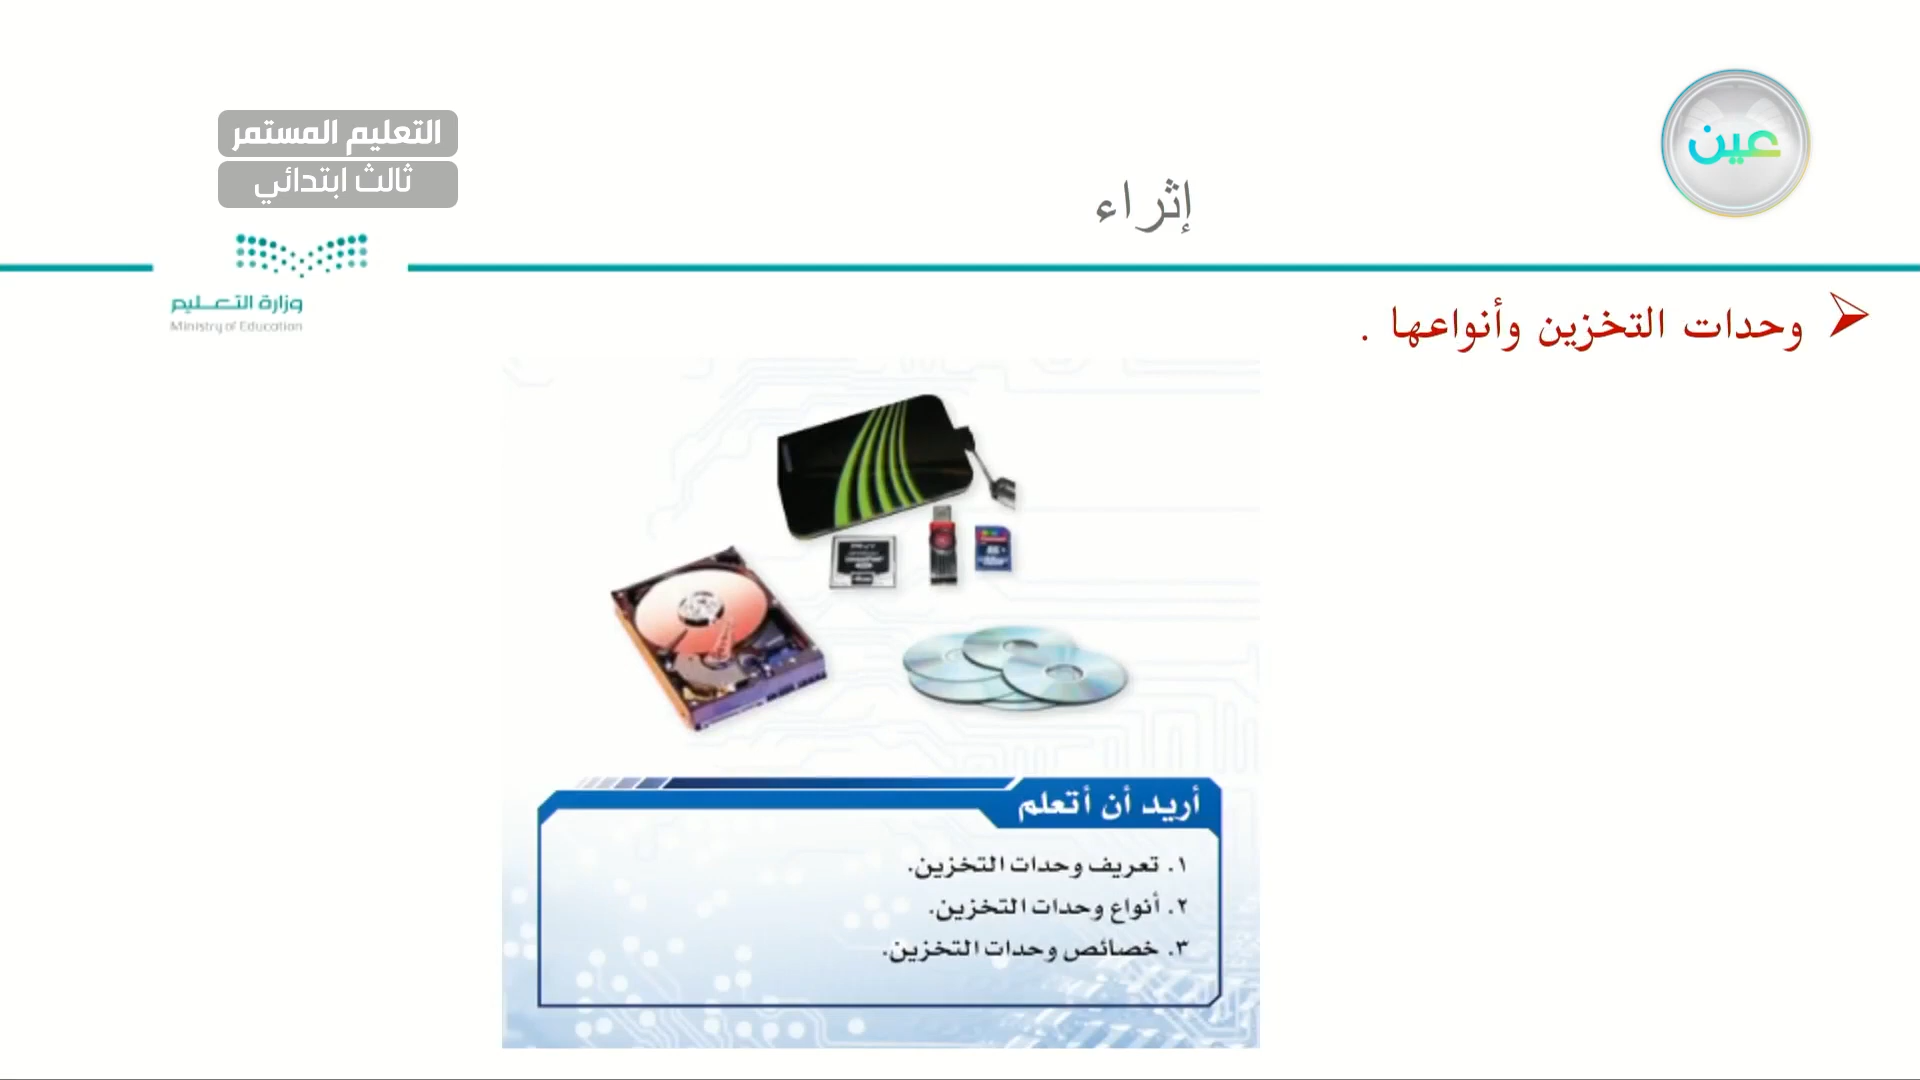 التعليم المستمر
ثالث ابتدائي
عين
إثراء
وزارة التعـليم
Ministry of Education
وحدات التخزين وأنواعها .
أريد أن أتعلم
١. تعريف وحدات التخزين.
٢. أنواع وحدات التخزين.
٣. خصائص وحدات التخزين.